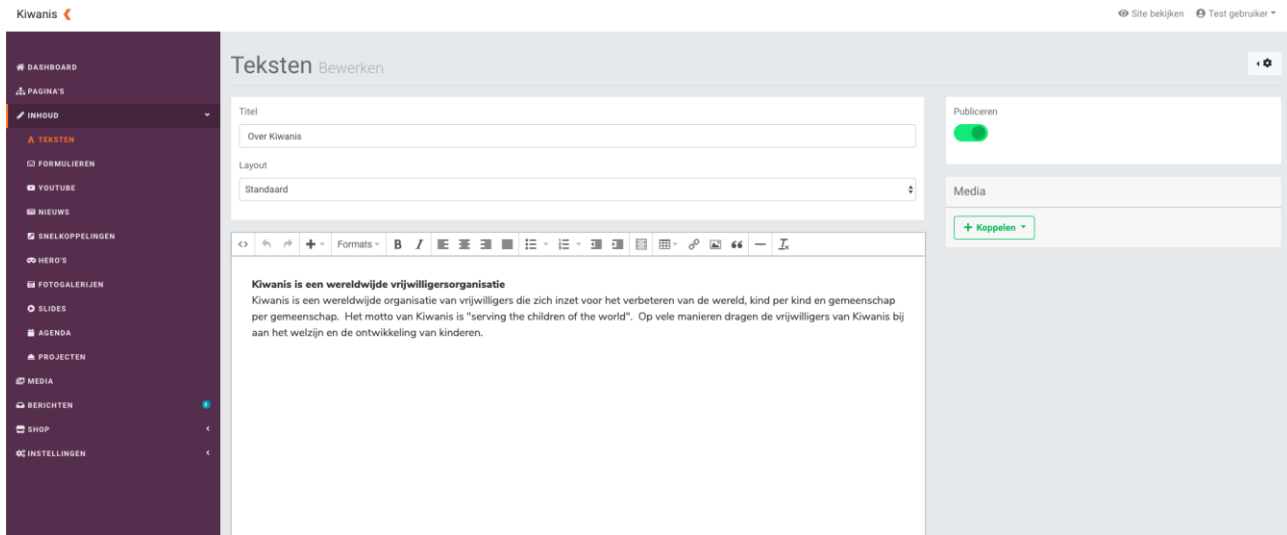 Kiwanis
Site bekijken
Test gebruiker
DASHBOARD
PAGINA'S
INHOUD
TEKSTEN
FORMULIEREN
YOUTUBE
NIEUWS
SNELKOPPELINGEN
HERO'S
FOTOGALERIJEN
SLIDES
AGENDA
PROJECTEN
MEDIA
BERICHTEN
SHOP
INSTELLINGEN
Teksten Bewerken
Titel
Over Kiwanis
Layout
Standaard
Formats
Kiwanis is een wereldwijde vrijwilligersorganisatie
Kiwanis is een wereldwijde organisatie van vrijwilligers die zich inzet voor het verbeteren van de wereld, kind per kind en gemeenschap
per gemeenschap. Het motto van Kiwanis is "serving the children of the world". Op vele manieren dragen de vrijwilligers van Kiwanis bij
aan het welzijn en de ontwikkeling van kinderen.
Publiceren
Media
+ Koppelen